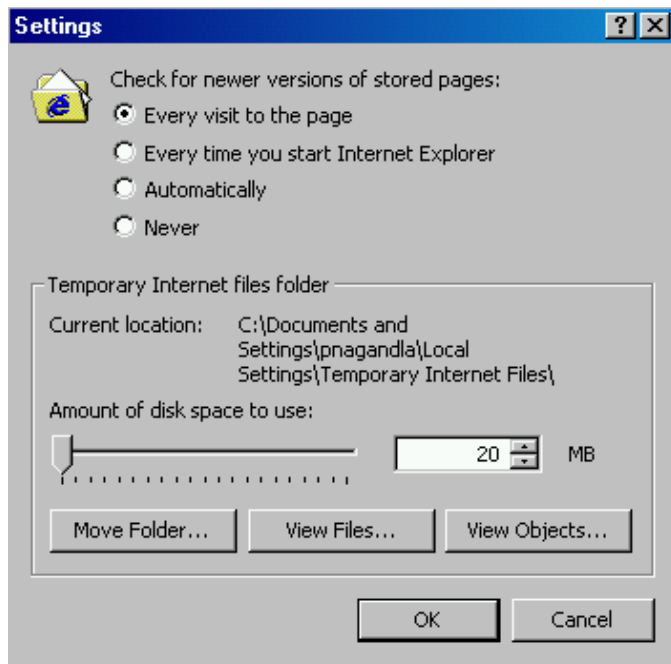 Settings
Check for newer versions of stored pages:
Every visit to the page
Every time you start Internet Explorer
Automatically
Never
Temporary Internet files folder
Current location: C:\Documents and
Settings\pnagandla\Local
Settings\Temporary Internet Files\
Amount of disk space to use:
20 MB
Move Folder... View Files... View Objects...
OK Cancel